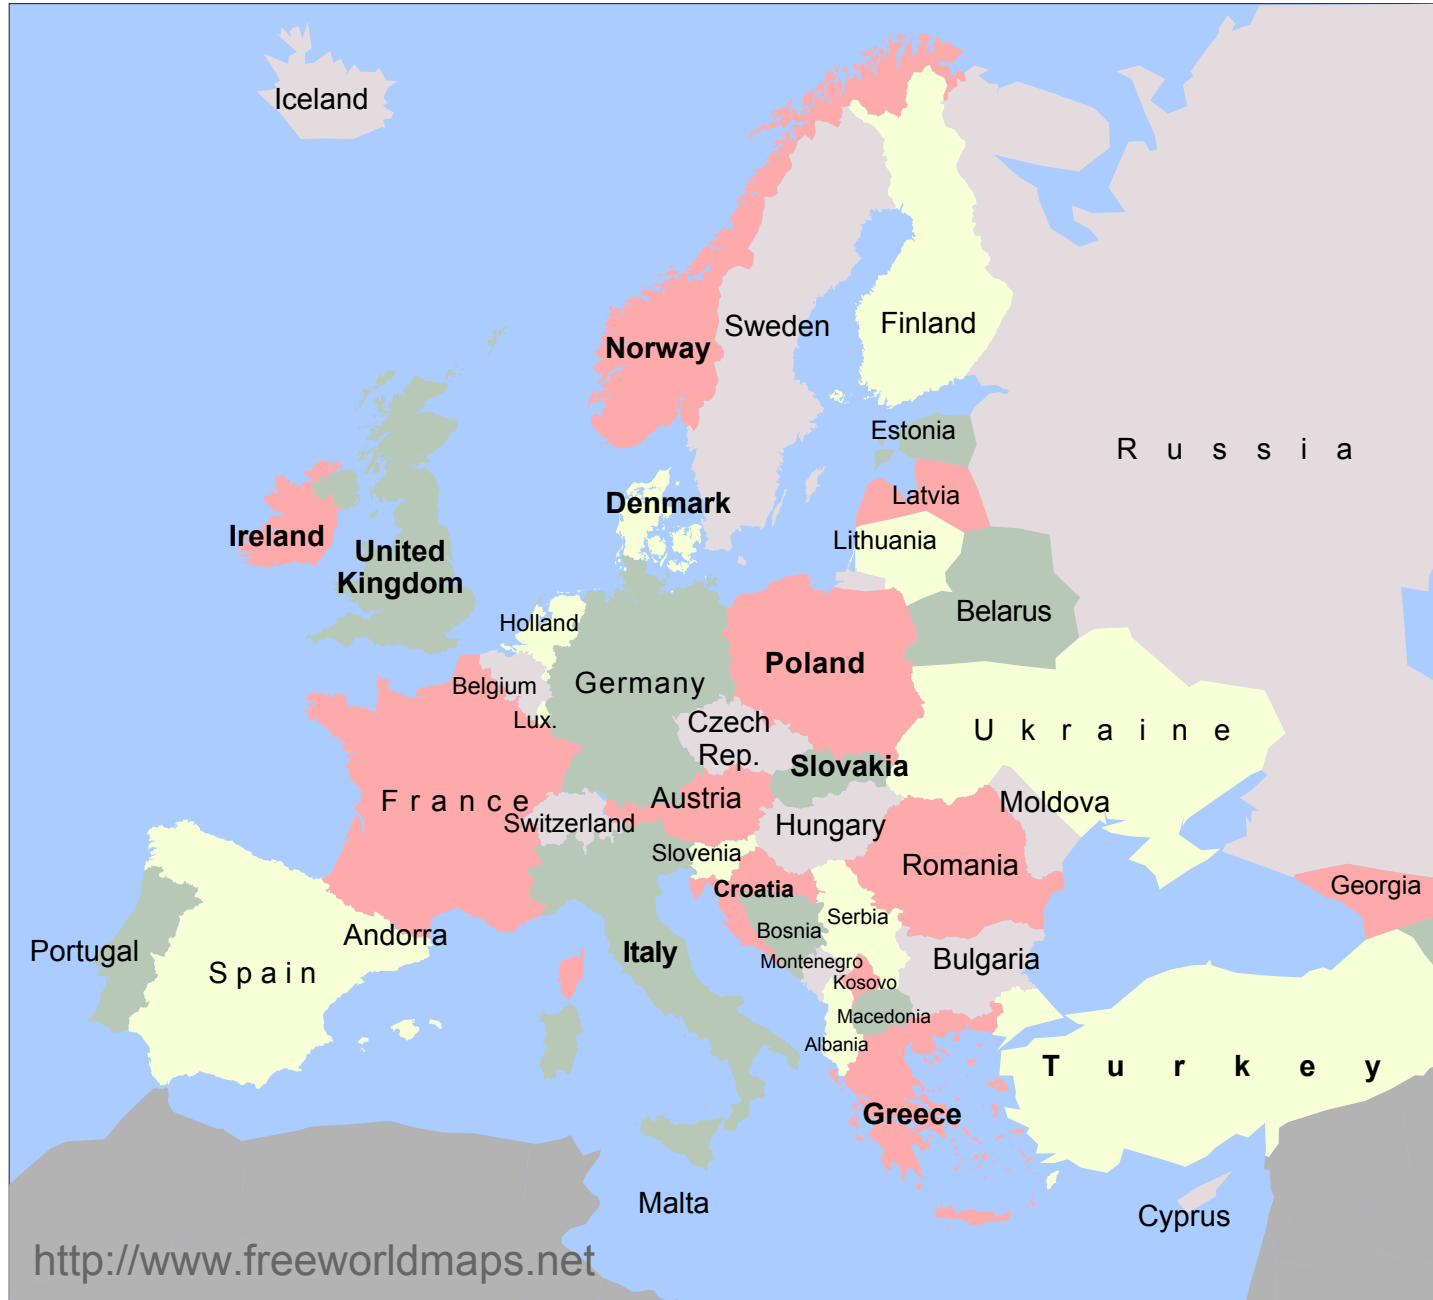 Iceland
Norway
Sweden
Finland
Russia
Estonia
Latvia
Lithuania
Denmark
Ireland
United
Kingdom
Holland
Belarus
Poland
Belgium
Germany
Lux.
Czech
Rep.
Ukraine
Slovakia
France
Austria
Moldova
Switzerland
Hungary
Slovenia
Romania
Croatia
Georgia
Serbia
Bosnia
Andorra
Portugal
Italy
Spain
Montenegro
Bulgaria
Kosovo
Macedonia
Albania
Turkey
Greece
Malta
Cyprus
http://www.freeworldmaps.net